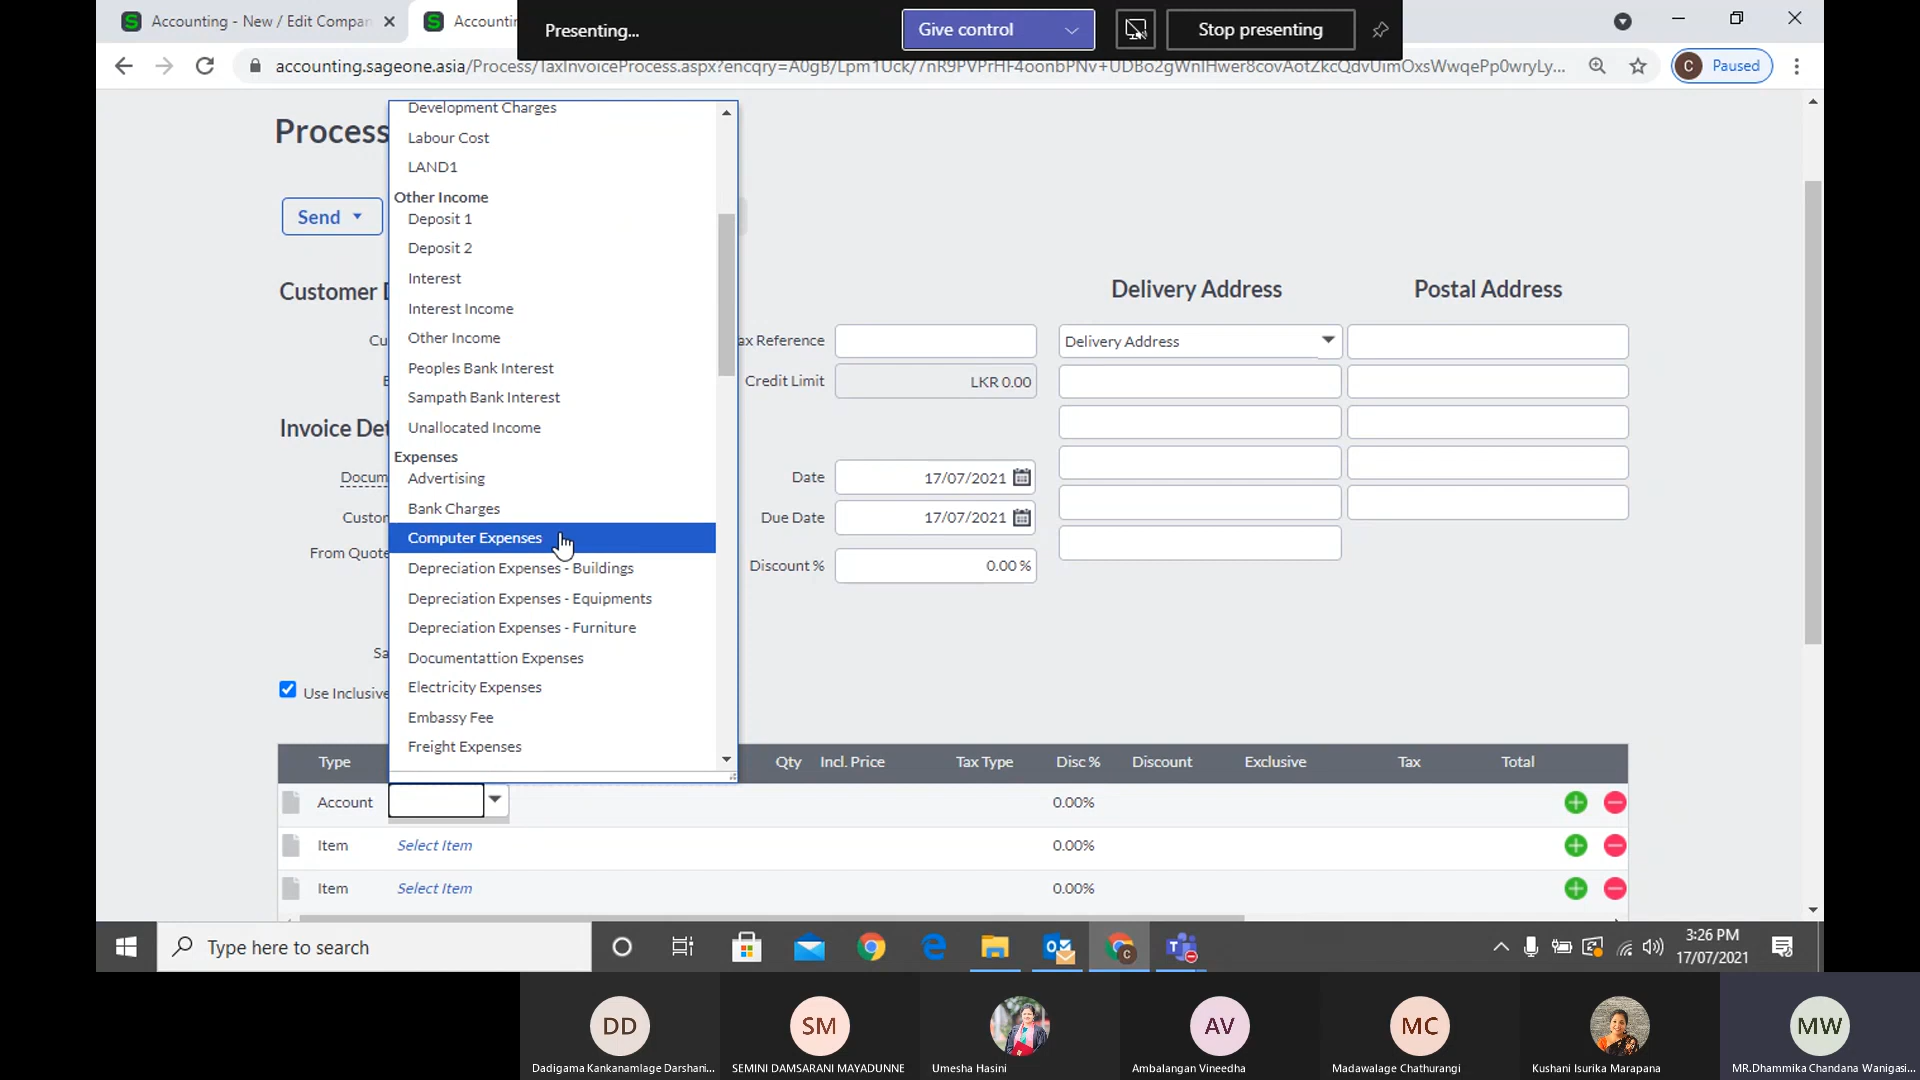 Accounting - New / Edit Compan
Accountin
Presenting...
Give control
Stop presenting
accounting.sageone.asia/Process/TaxInvoiceProcess.aspx?encqry=
C
Paused
Process
Send
Development Charges
Labour Cost
LAND1
Other Income
Deposit 1
Deposit 2
Interest
Interest Income
Other Income
Peoples Bank Interest
Sampath Bank Interest
Unallocated Income
Expenses
Advertising
Bank Charges
Computer Expenses
Depreciation Expenses - Buildings
Depreciation Expenses - Equipments
Depreciation Expenses - Furniture
Documentattion Expenses
Electricity Expenses
Embassy Fee
Freight Expenses
Customer D
Delivery Address
Postal Address
Cu
ax Reference
Delivery Address
Credit Limit
LKR 0.00
Invoice Det
Docum
Date
17/07/2021
Custon
Due Date
17/07/2021
From Quote
Discount %
0.00 %
Sa
Use Inclusive
Type
Qty
Incl. Price
Tax Type
Disc %
Discount
Exclusive
Tax
Total
Account
0.00%
Item
Select Item
0.00%
Item
Select Item
0.00%
Type here to search
3:26 PM
17/07/2021
DD
SM
AV
MC
MW
Dadigama Kankanamlage Darshani...
SEMINI DAMSARANI MAYADUNNE
Umesha Hasini
Ambalangan Vineedha
Madawalage Chathurangi
Kushani Isurika Marapana
MR.Dhammika Chandana Wanigasi...